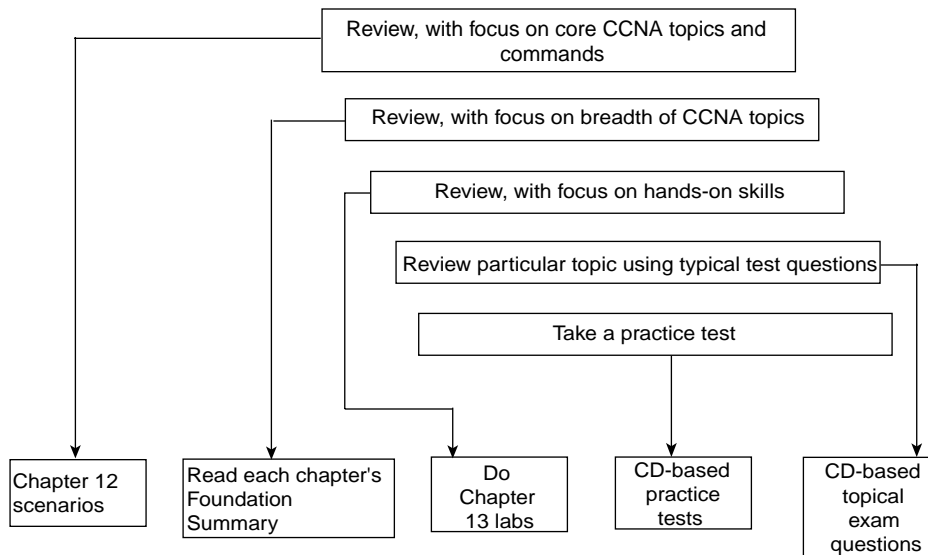 Review, with focus on core CCNA topics and
commands
Review, with focus on breadth of CCNA topics
Review, with focus on hands-on skills
Review particular topic using typical test questions
Take a practice test
Chapter 12
scenarios
Read each chapter's
Foundation
Summary
Do
Chapter
13 labs
CD-based
practice
tests
CD-based
topical
exam
questions